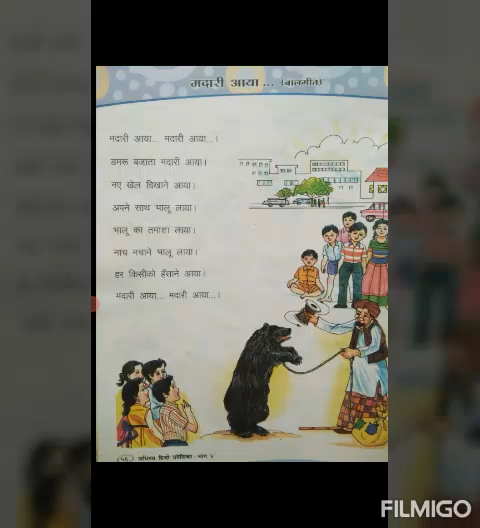 मदारी आया ... (बालगीत)
मदारी आया... मदारी आया...।
डमरू बजाता मदारी आया।
नए खेल दिखाने आया।
अपने साथ भालू लाया।
भालू का तमाशा लाया।
नाच नचाने भालू लाया।
हर किसीको हँसाने आया।
मदारी आया... मदारी आया...।
हिन्दी प्रवेशिका - भाग
FILMIGO